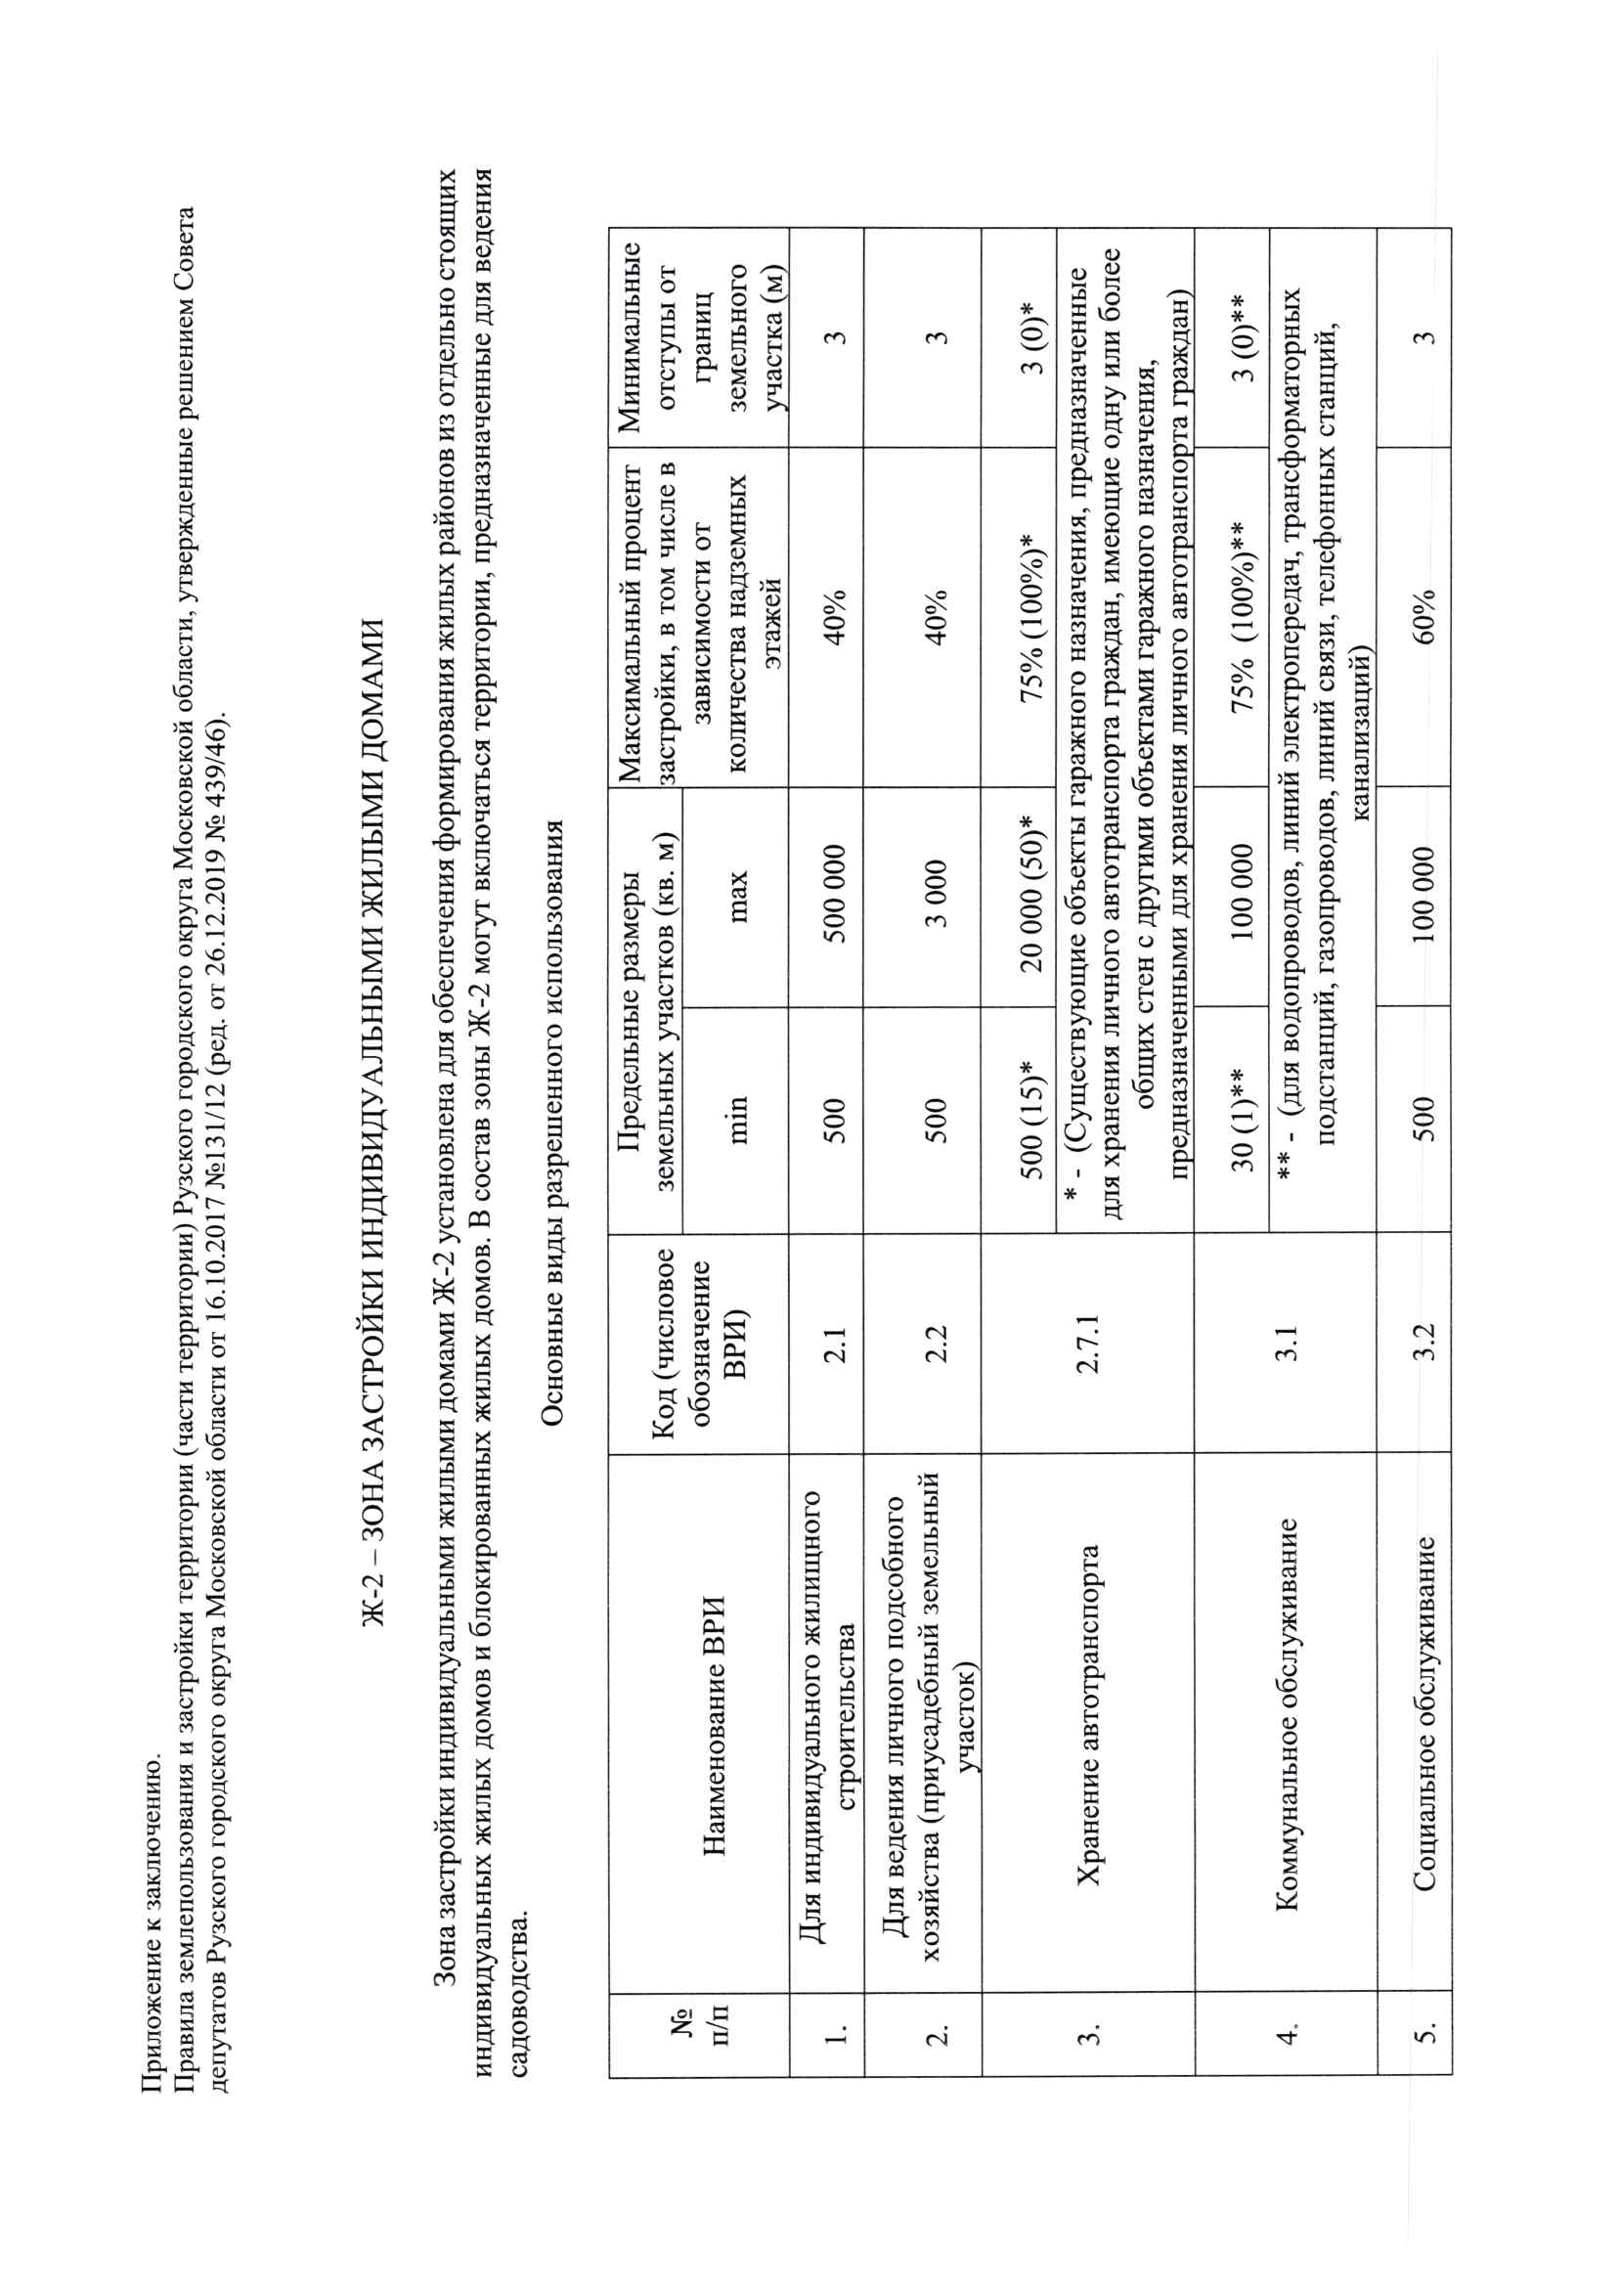 Приложение к заключению.
Правила землепользования и застройки территории (части территории) Рузского городского округа Московской области, утвержденные решением Совета
депутатов Рузского городского округа Московской области от 16.10.2017 №131/12 (ред. от 26.12.2019 № 439/46).
Ж-2 – ЗОНА ЗАСТРОЙКИ ИНДИВИДУАЛЬНЫМИ ЖИЛЫМИ ДОМАМИ
Зона застройки индивидуальными жилыми домами Ж-2 установлена для обеспечения формирования жилых районов из отдельно стоящих
индивидуальных жилых домов и блокированных жилых домов. В состав зоны Ж-2 могут включаться территории, предназначенные для ведения
садоводства.
Основные виды разрешенного использования
№
п/п
Наименование ВРИ
Код (числовое
обозначение
ВРИ)
Предельные размеры
земельных участков (кв. м)
min
max
Максимальный процент
застройки, в том числе в
зависимости от
количества надземных
этажей
Минимальные
отступы от
границ
земельного
участка (м)
1.
Для индивидуального жилищного
строительства
2.1
500
500 000
40%
3
2.
Для ведения личного подсобного
хозяйства (приусадебный земельный
участок)
2.2
500
3 000
40%
3
3.
Хранение автотранспорта
2.7.1
500 (15)*
20 000 (50)*
75% (100%)*
3 (0)*
* - (Существующие объекты гаражного назначения, предназначенные
для хранения личного автотранспорта граждан, имеющие одну или более
общих стен с другими объектами гаражного назначения,
предназначенными для хранения личного автотранспорта граждан)
4.
Коммунальное обслуживание
3.1
30 (1)**
100 000
75% (100%)**
3 (0)**
** - (для водопроводов, линий электропередач, трансформаторных
подстанций, газопроводов, линий связи, телефонных станций,
канализаций)
5.
Социальное обслуживание
3.2
500
100 000
60%
3